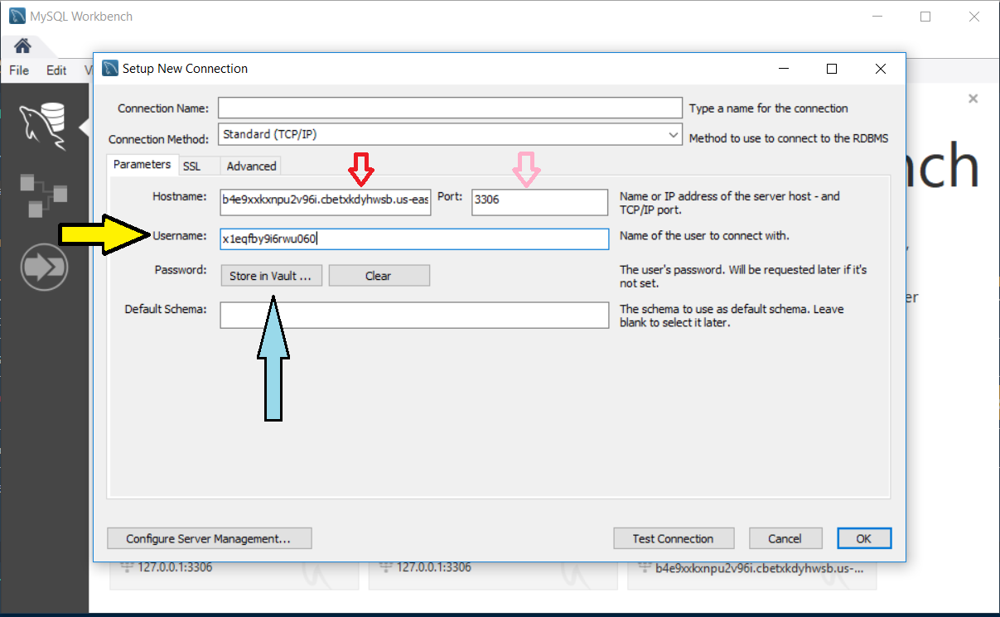 MySQL Workbench
File Edit V
Setup New Connection
Connection Name: Type a name for the connection
Connection Method: Standard (TCP/IP) Method to use to connect to the RDBMS
Parameters SSL Advanced
Hostname: b4e9xxkxnpu2v96i.cbetxkdyhwsb.us-eas Port: 3306 Name or IP address of the server host - and
TCP/IP port.
Username: x1eqfby9i6rwu060 Name of the user to connect with.
Password: Store in Vault ... Clear The user's password. Will be requested later if it's
not set.
Default Schema: The schema to use as default schema. Leave
blank to select it later.
Configure Server Management... Test Connection Cancel OK
nch
er
127.0.0.1:3306 127.0.0.1:3306 b4e9xxkxnpu2v96i.cbetxkdyhwsb.us-...